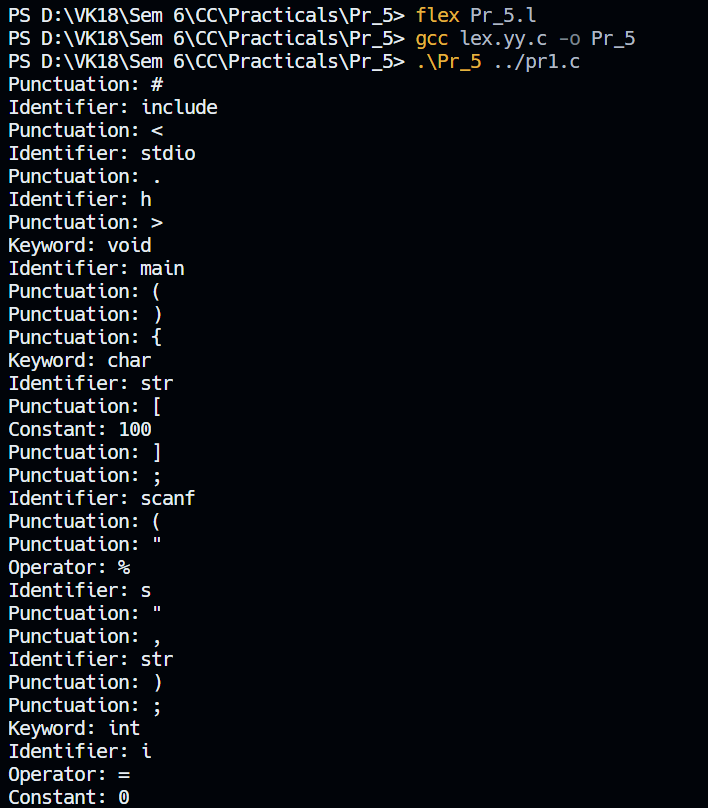 PS D:\VK18\Sem 6\CC\Practicals\Pr_5> flex Pr_5.l
PS D:\VK18\Sem 6\CC\Practicals\Pr_5> gcc lex.yy.c -o Pr_5
PS D:\VK18\Sem 6\CC\Practicals\Pr_5> .\Pr_5 ../pr1.c
Punctuation: #
Identifier: include
Punctuation: <
Identifier: stdio
Punctuation: .
Identifier: h
Punctuation: >
Keyword: void
Identifier: main
Punctuation: (
Punctuation: )
Punctuation: {
Keyword: char
Identifier: str
Punctuation: [
Constant: 100
Punctuation: ]
Punctuation: ;
Identifier: scanf
Punctuation: (
Punctuation: "
Operator: %
Identifier: s
Punctuation: "
Punctuation: ,
Identifier: str
Punctuation: )
Punctuation: ;
Keyword: int
Identifier: i
Operator: =
Constant: 0